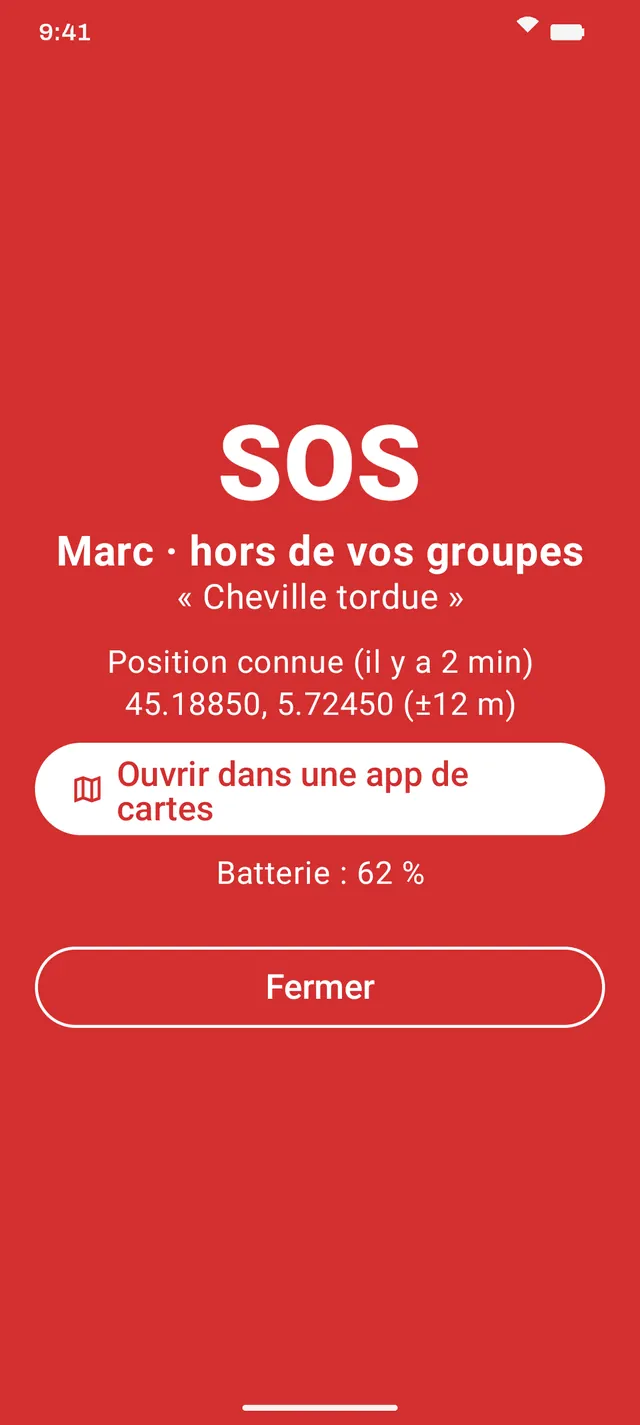 9:41
SOS
Marc · hors de vos groupes
« Cheville tordue »
Position connue (il y a 2 min)
45.18850, 5.72450 (±12 m)
Ouvrir dans une app de
cartes
Batterie : 62 %
Fermer